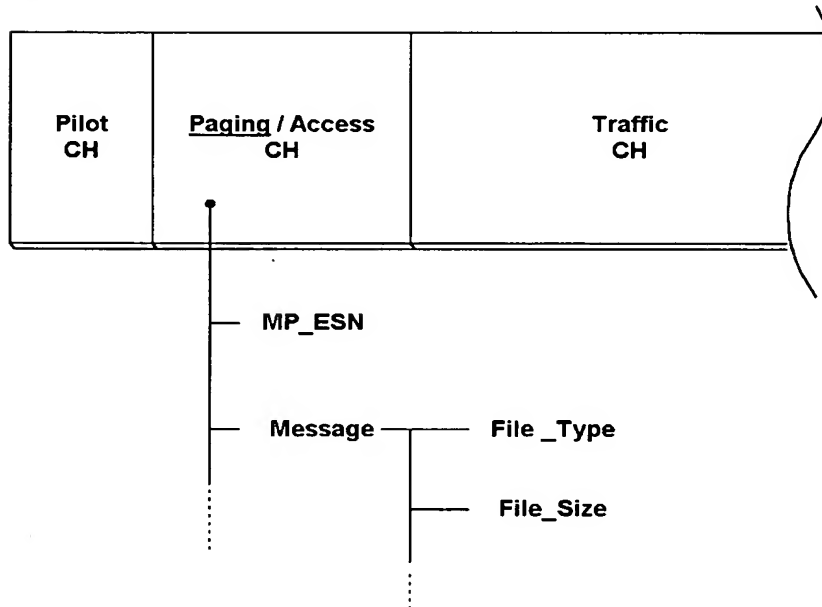 Pilot
CH
Paging / Access
CH
Traffic
CH
MP_ESN
Message
File _Type
File_Size